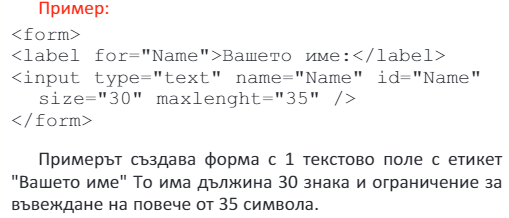 Пример:
<form>
<label for="Name">Вашето име:</label>
<input type="text" name="Name" id="Name"
size="30" maxlenght="35" />
</form>
Примерът създава форма с 1 текстово поле с етикет
"Вашето име" То има дължина 30 знака и ограничение за
въвеждане на повече от 35 символа.